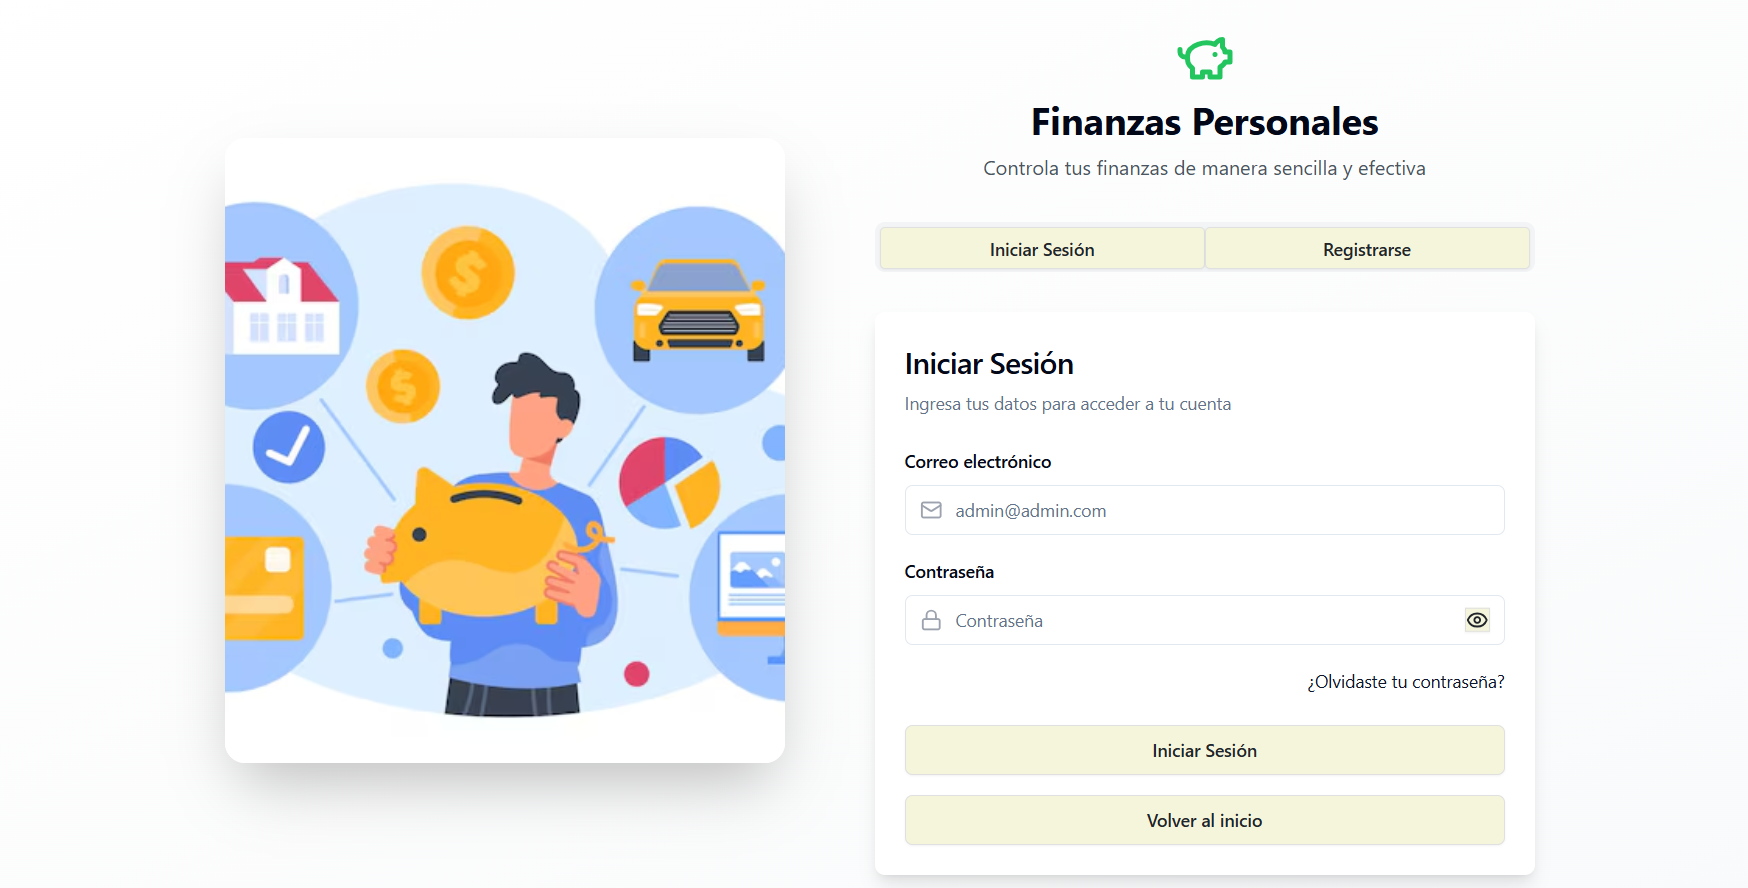 Finanzas Personales
Controla tus finanzas de manera sencilla y efectiva
Iniciar Sesión
Registrarse
Iniciar Sesión
Ingresa tus datos para acceder a tu cuenta
Correo electrónico
admin@admin.com
Contraseña
Contraseña
¿Olvidaste tu contraseña?
Iniciar Sesión
Volver al inicio